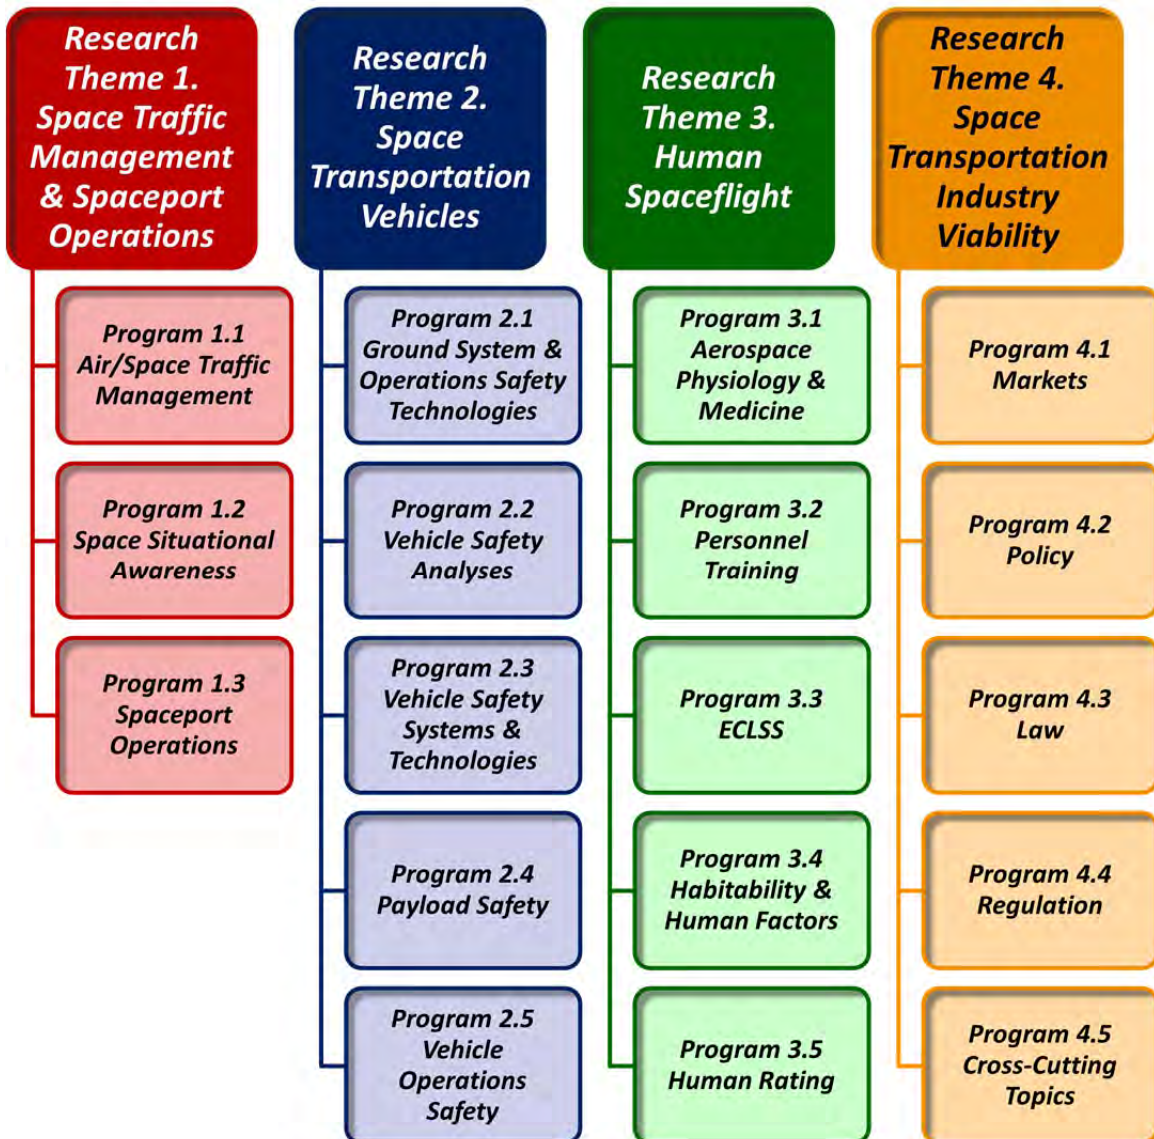 Research
Theme 1.
Space Traffic
Management
& Spaceport
Operations
Program 1.1
Air/Space Traffic
Management
Program 1.2
Space Situational
Awareness
Program 1.3
Spaceport
Operations
Research
Theme 2.
Space
Transportation
Vehicles
Program 2.1
Ground System &
Operations Safety
Technologies
Program 2.2
Vehicle Safety
Analyses
Program 2.3
Vehicle Safety
Systems &
Technologies
Program 2.4
Payload Safety
Program 2.5
Vehicle
Operations
Safety
Research
Theme 3.
Human
Spaceflight
Program 3.1
Aerospace
Physiology &
Medicine
Program 3.2
Personnel
Training
Program 3.3
ECLSS
Program 3.4
Habitability &
Human Factors
Program 3.5
Human Rating
Research
Theme 4.
Space
Transportation
Industry
Viability
Program 4.1
Markets
Program 4.2
Policy
Program 4.3
Law
Program 4.4
Regulation
Program 4.5
Cross-Cutting
Topics